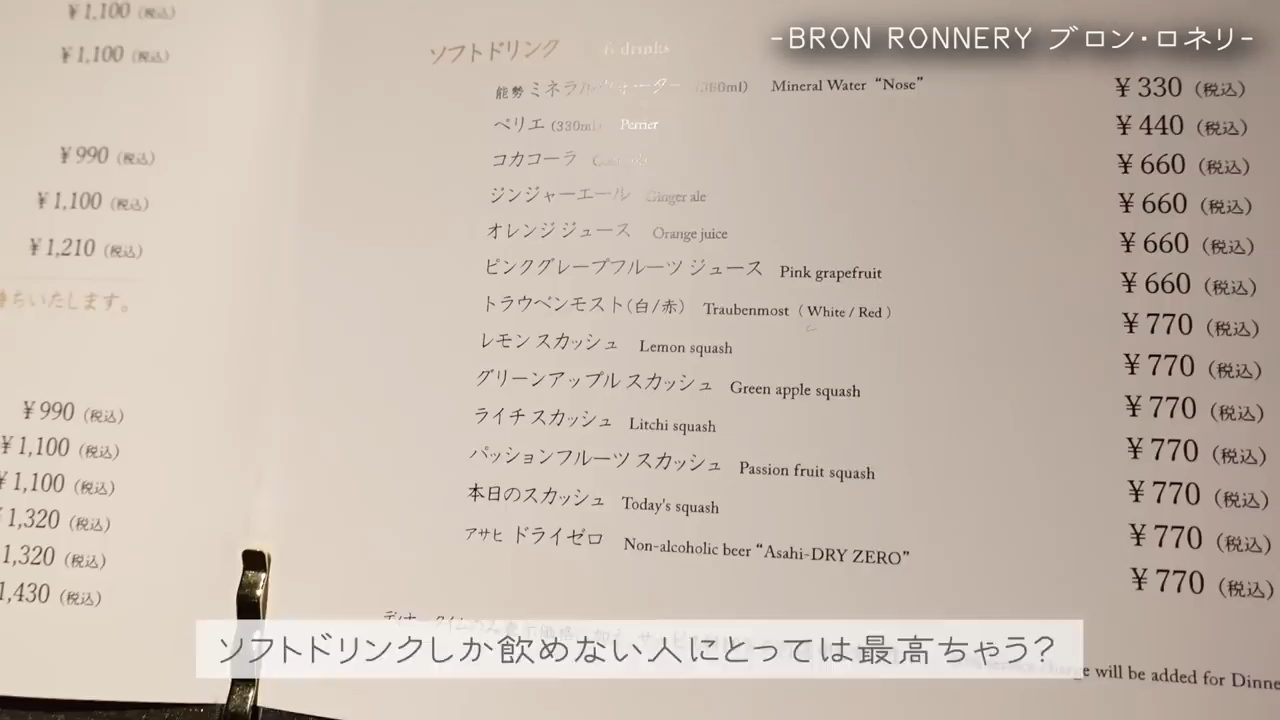 -BRON RONNERY ブロン・ロネリ-
¥1,100 (税込)
¥1,100 (税込)
¥990 (税込)
¥1,100 (税込)
¥1,210 (税込)
ちいたします。
¥990 (税込)
¥1,100 (税込)
¥1,100 (税込)
¥1,320 (税込)
1,320 (税込)
1,430 (税込)
ソフトドリンク drinks
能勢 ミネラルウォーター Mineral Water “Nose” ¥330 (税込)
ペリエ (330ml) Perrier ¥440 (税込)
コカコーラ ¥660 (税込)
ジンジャーエール Ginger ale ¥660 (税込)
オレンジ ジュース Orange juice ¥660 (税込)
ピンクグレープフルーツ ジュース Pink grapefruit ¥660 (税込)
トラウベンモスト (白/赤) Traubenmost ( White / Red ) ¥770 (税込)
レモン スカッシュ Lemon squash ¥770 (税込)
グリーンアップル スカッシュ Green apple squash ¥770 (税込)
ライチ スカッシュ Litchi squash ¥770 (税込)
パッションフルーツ スカッシュ Passion fruit squash ¥770 (税込)
本日のスカッシュ Today's squash ¥770 (税込)
アサヒ ドライゼロ Non-alcoholic beer “Asahi-DRY ZERO” ¥770 (税込)
will be added for Dinne
ソフトドリンクしか飲めない人にとっては最高ちゃう?